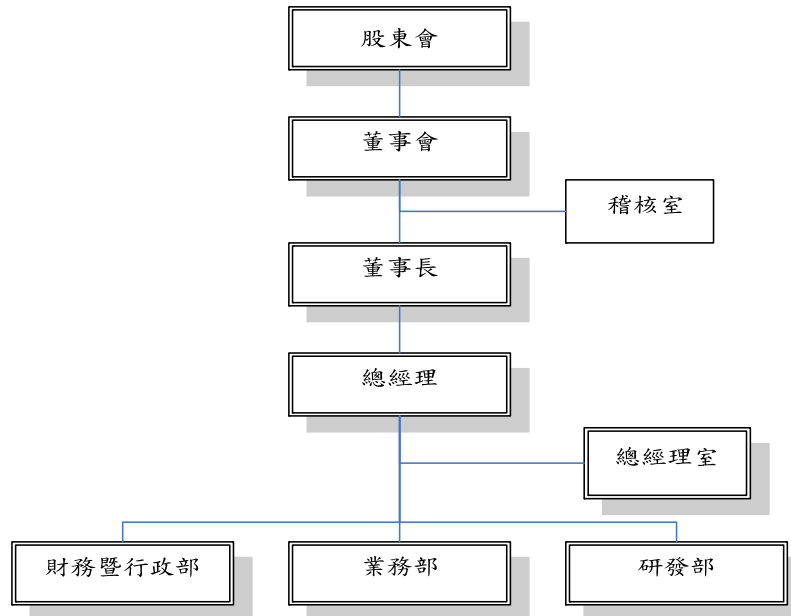 股東會
董事會
稽核室
董事長
總經理
總經理室
財務暨行政部
業務部
研發部